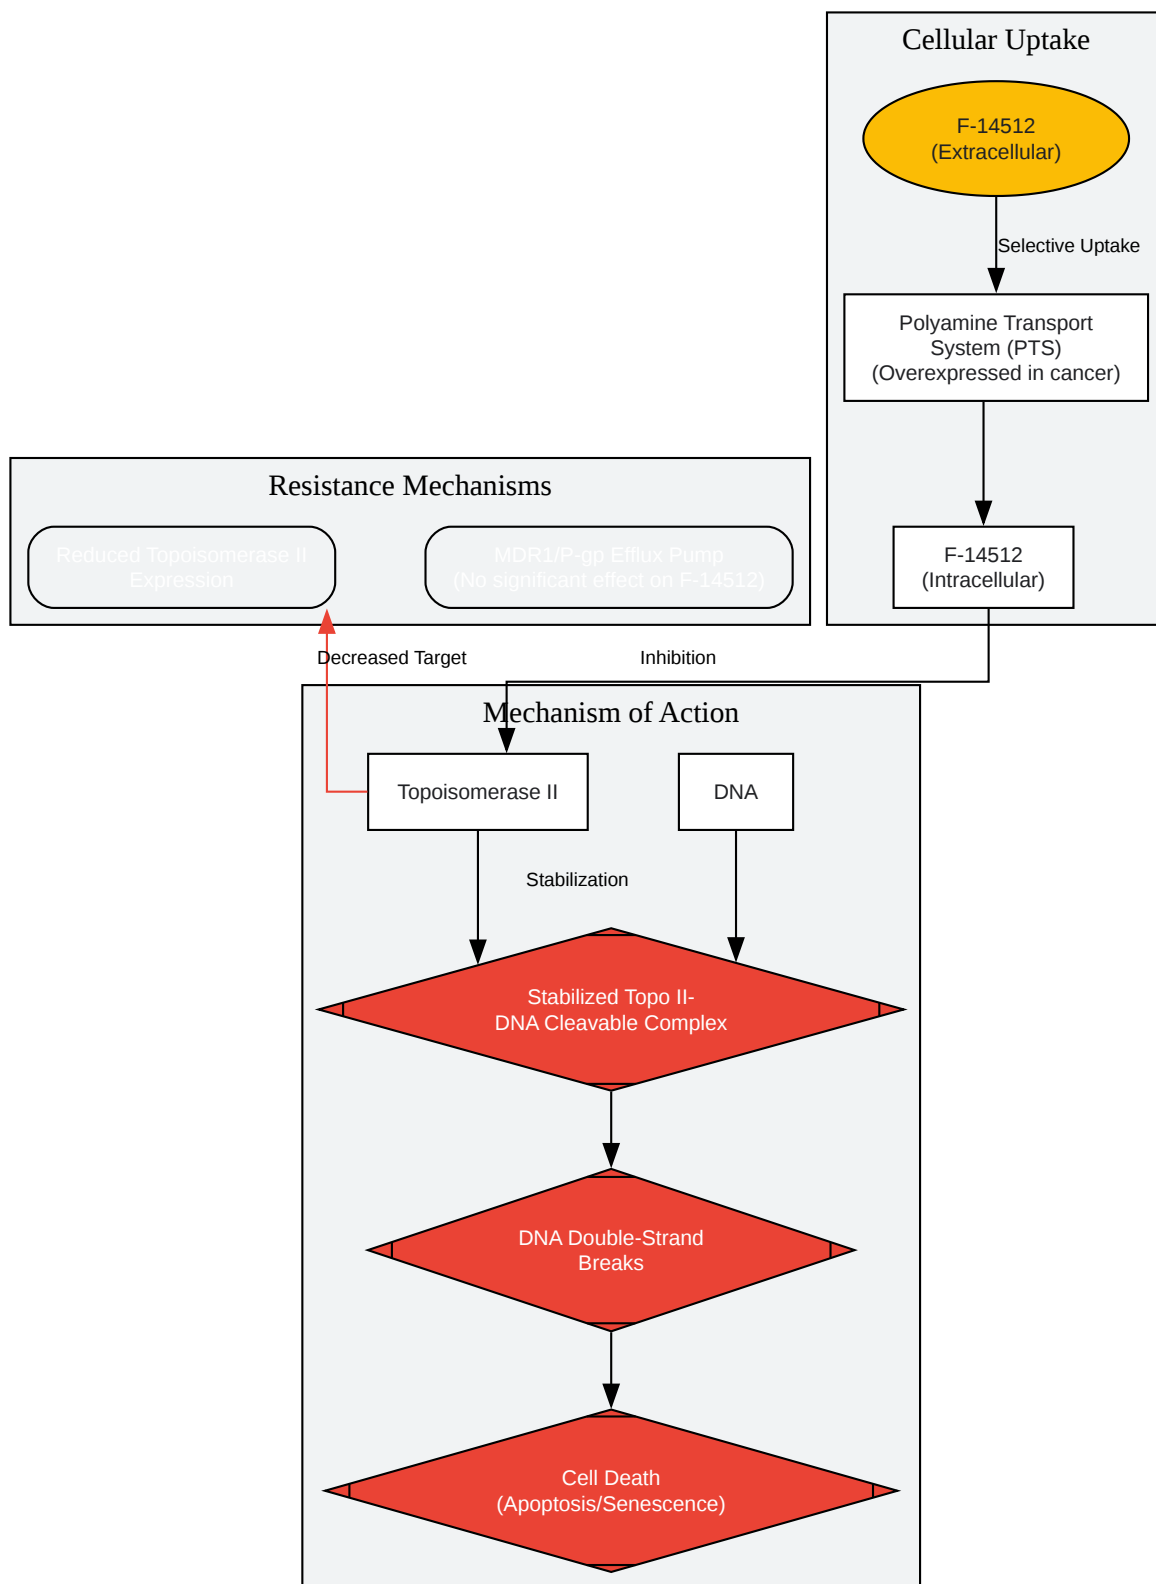 Cellular Uptake
F-14512
(Extracellular)
Selective Uptake
Polyamine Transport
System (PTS)
(Overexpressed in cancer)
F-14512
(Intracellular)
Resistance Mechanisms
Reduced Topoisomerase II
Expression
MDR1/P-gp Efflux Pump
(No significant effect on F-14512)
Decreased Target
Inhibition
Mechanism of Action
Topoisomerase II
DNA
Stabilization
Stabilized Topo II-
DNA Cleavable Complex
DNA Double-Strand
Breaks
Cell Death
(Apoptosis/Senescence)